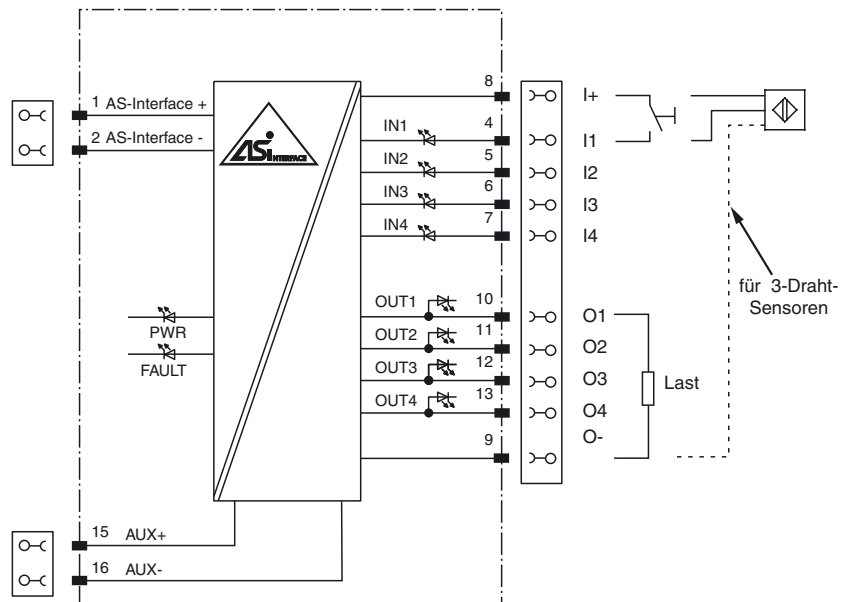 1 AS-Interface +
2 AS-Interface -
ASi INTERFACE
8
I+
IN1
4
I1
IN2
5
I2
IN3
6
I3
IN4
7
I4
für 3-Draht-
Sensoren
PWR
FAULT
OUT1
10
O1
OUT2
11
O2
OUT3
12
O3
OUT4
13
O4
Last
9
O-
15 AUX+
16 AUX-